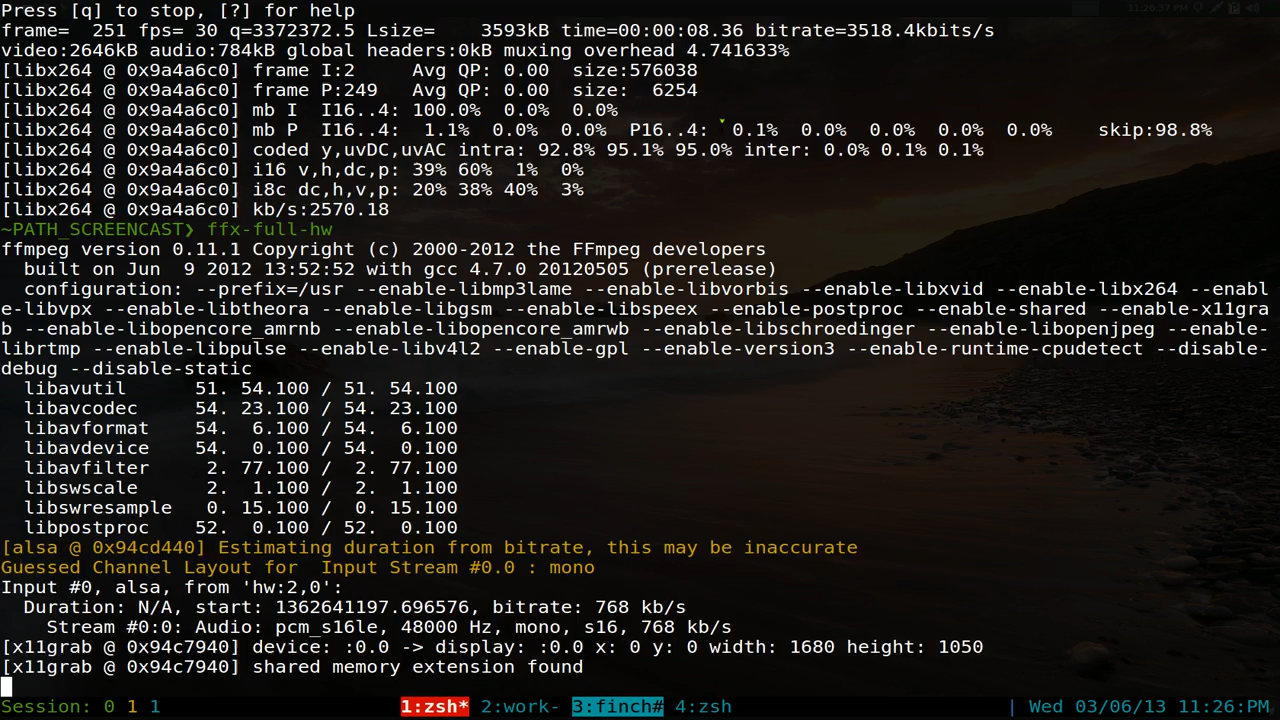 Press [q] to stop, [?] for help
frame=  251 fps= 30 q=3372372.5 Lsize=    3593kB time=00:00:08.36 bitrate=3518.4kbits/s
video:2646kB audio:784kB global headers:0kB muxing overhead 4.741633%
[libx264 @ 0x9a4a6c0] frame I:2     Avg QP: 0.00  size:576038
[libx264 @ 0x9a4a6c0] frame P:249   Avg QP: 0.00  size:  6254
[libx264 @ 0x9a4a6c0] mb I  I16..4: 100.0%  0.0%  0.0%
[libx264 @ 0x9a4a6c0] mb P  I16..4:  1.1%  0.0%  0.0%  P16..4:  0.1%  0.0%  0.0%  0.0%  0.0%    skip:98.8%
[libx264 @ 0x9a4a6c0] coded y,uvDC,uvAC intra: 92.8% 95.1% 95.0% inter: 0.0% 0.1% 0.1%
[libx264 @ 0x9a4a6c0] i16 v,h,dc,p: 39% 60%  1%  0%
[libx264 @ 0x9a4a6c0] i8c dc,h,v,p: 20% 38% 40%  3%
[libx264 @ 0x9a4a6c0] kb/s:2570.18
~PATH_SCREENCAST❯ ffx-full-hw
ffmpeg version 0.11.1 Copyright (c) 2000-2012 the FFmpeg developers
  built on Jun  9 2012 13:52:52 with gcc 4.7.0 20120505 (prerelease)
  configuration: --prefix=/usr --enable-libmp3lame --enable-libvorbis --enable-libxvid --enable-libx264 --enabl
e-libvpx --enable-libtheora --enable-libgsm --enable-libspeex --enable-postproc --enable-shared --enable-x11gra
b --enable-libopencore_amrnb --enable-libopencore_amrwb --enable-libschroedinger --enable-libopenjpeg --enable-
librtmp --enable-libpulse --enable-libv4l2 --enable-gpl --enable-version3 --enable-runtime-cpudetect --disable-
debug --disable-static
  libavutil      51. 54.100 / 51. 54.100
  libavcodec     54. 23.100 / 54. 23.100
  libavformat    54.  6.100 / 54.  6.100
  libavdevice    54.  0.100 / 54.  0.100
  libavfilter     2. 77.100 /  2. 77.100
  libswscale      2.  1.100 /  2.  1.100
  libswresample   0. 15.100 /  0. 15.100
  libpostproc    52.  0.100 / 52.  0.100
[alsa @ 0x94cd440] Estimating duration from bitrate, this may be inaccurate
Guessed Channel Layout for  Input Stream #0.0 : mono
Input #0, alsa, from 'hw:2,0':
  Duration: N/A, start: 1362641197.696576, bitrate: 768 kb/s
    Stream #0:0: Audio: pcm_s16le, 48000 Hz, mono, s16, 768 kb/s
[x11grab @ 0x94c7940] device: :0.0 -> display: :0.0 x: 0 y: 0 width: 1680 height: 1050
[x11grab @ 0x94c7940] shared memory extension found
Session: 0 1 1 1:zsh* 2:work- 3:finch# 4:zsh | Wed 03/06/13 11:26:PM